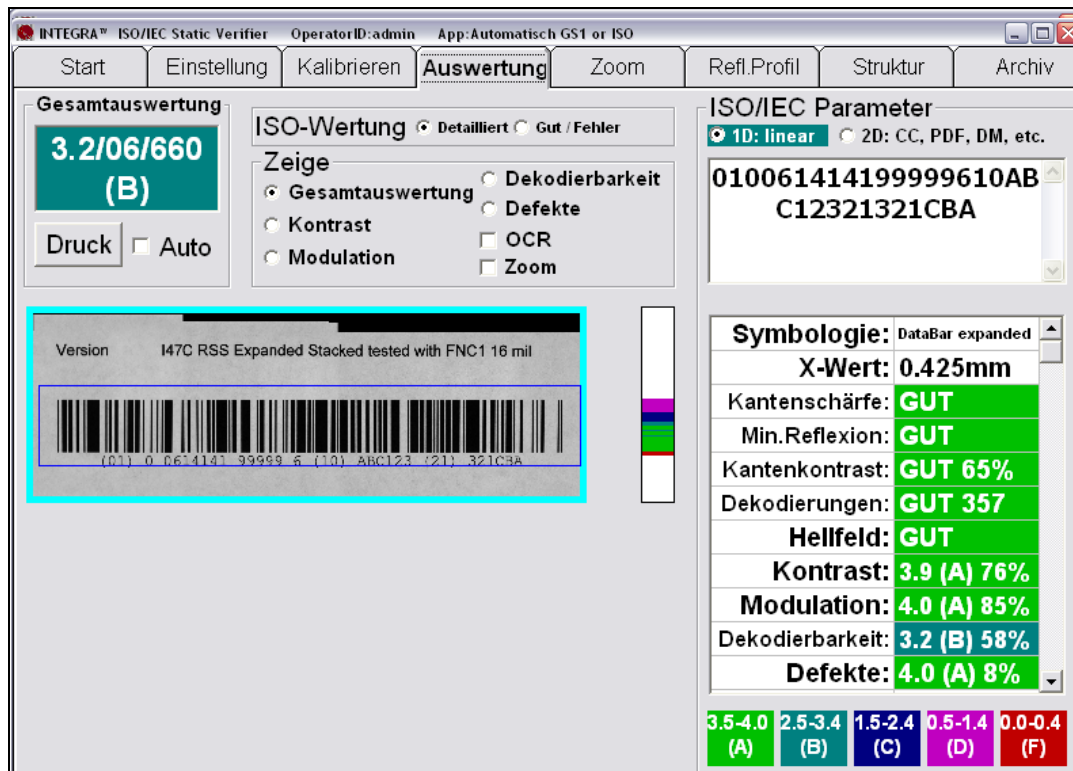 INTEGRA™ ISO/IEC Static Verifier OperatorID:admin App:Automatisch GS1 or ISO
Start Einstellung Kalibrieren Auswertung Zoom Refl.Profil Struktur Archiv
Gesamtauswertung
3.2/06/660
(B)
Druck Auto
ISO-Wertung Detailliert Gut / Fehler
Zeige
Gesamtauswertung
Kontrast
Modulation
Dekodierbarkeit
Defekte
OCR
Zoom
Version I47C RSS Expanded Stacked tested with FNC1 16 mil
(01) 0 0614141 99999 6 (10) ABC123 (21) 321CBA
ISO/IEC Parameter
1D: linear 2D: CC, PDF, DM, etc.
010061414199999610AB
C12321321CBA
Symbologie: DataBar expanded
X-Wert: 0.425mm
Kantenschärfe: GUT
Min.Reflexion: GUT
Kantenkontrast: GUT 65%
Dekodierungen: GUT 357
Hellfeld: GUT
Kontrast: 3.9 (A) 76%
Modulation: 4.0 (A) 85%
Dekodierbarkeit: 3.2 (B) 58%
Defekte: 4.0 (A) 8%
3.5-4.0 2.5-3.4 1.5-2.4 0.5-1.4 0.0-0.4
(A) (B) (C) (D) (F)